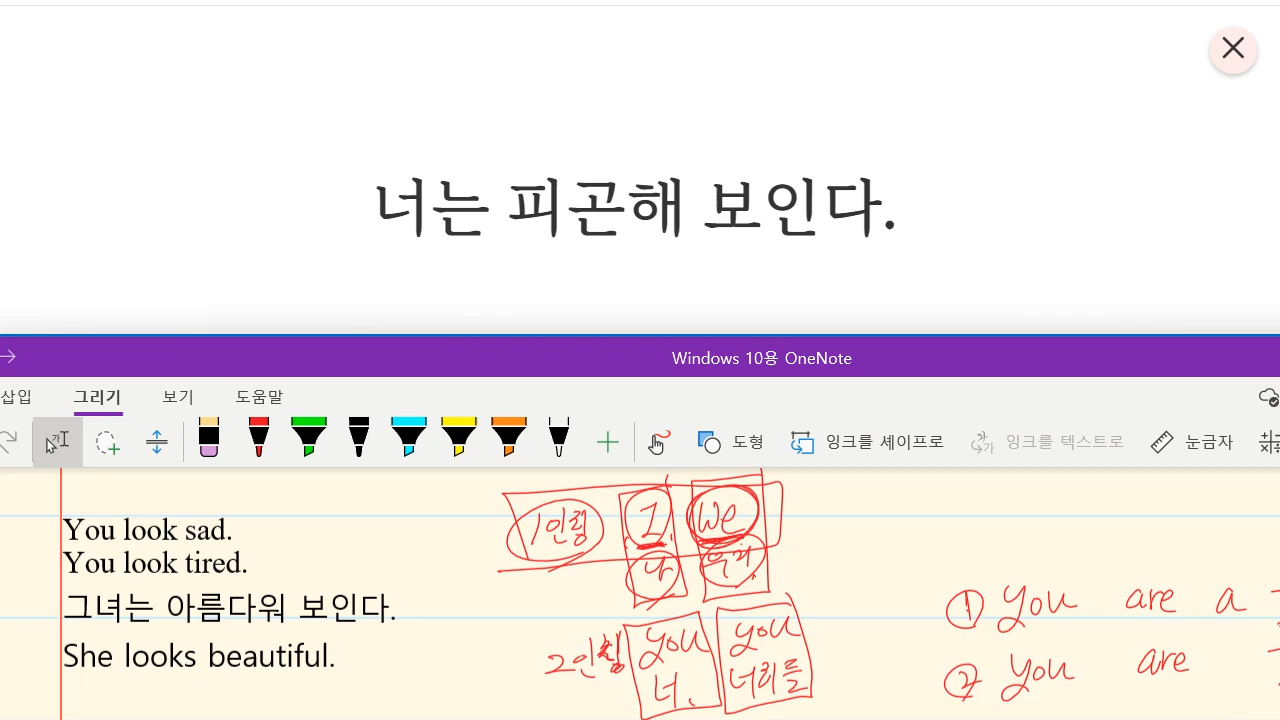 너는 피곤해 보인다.
Windows 10용 OneNote
삽입 그리기 보기 도움말
도형 잉크를 셰이프로 잉크를 텍스트로 눈금자
You look sad.
You look tired.
그녀는 아름다워 보인다.
She looks beautiful.
1인칭 I We
나 우리
2인칭 you you
너. 너희들
① you are a
② you are